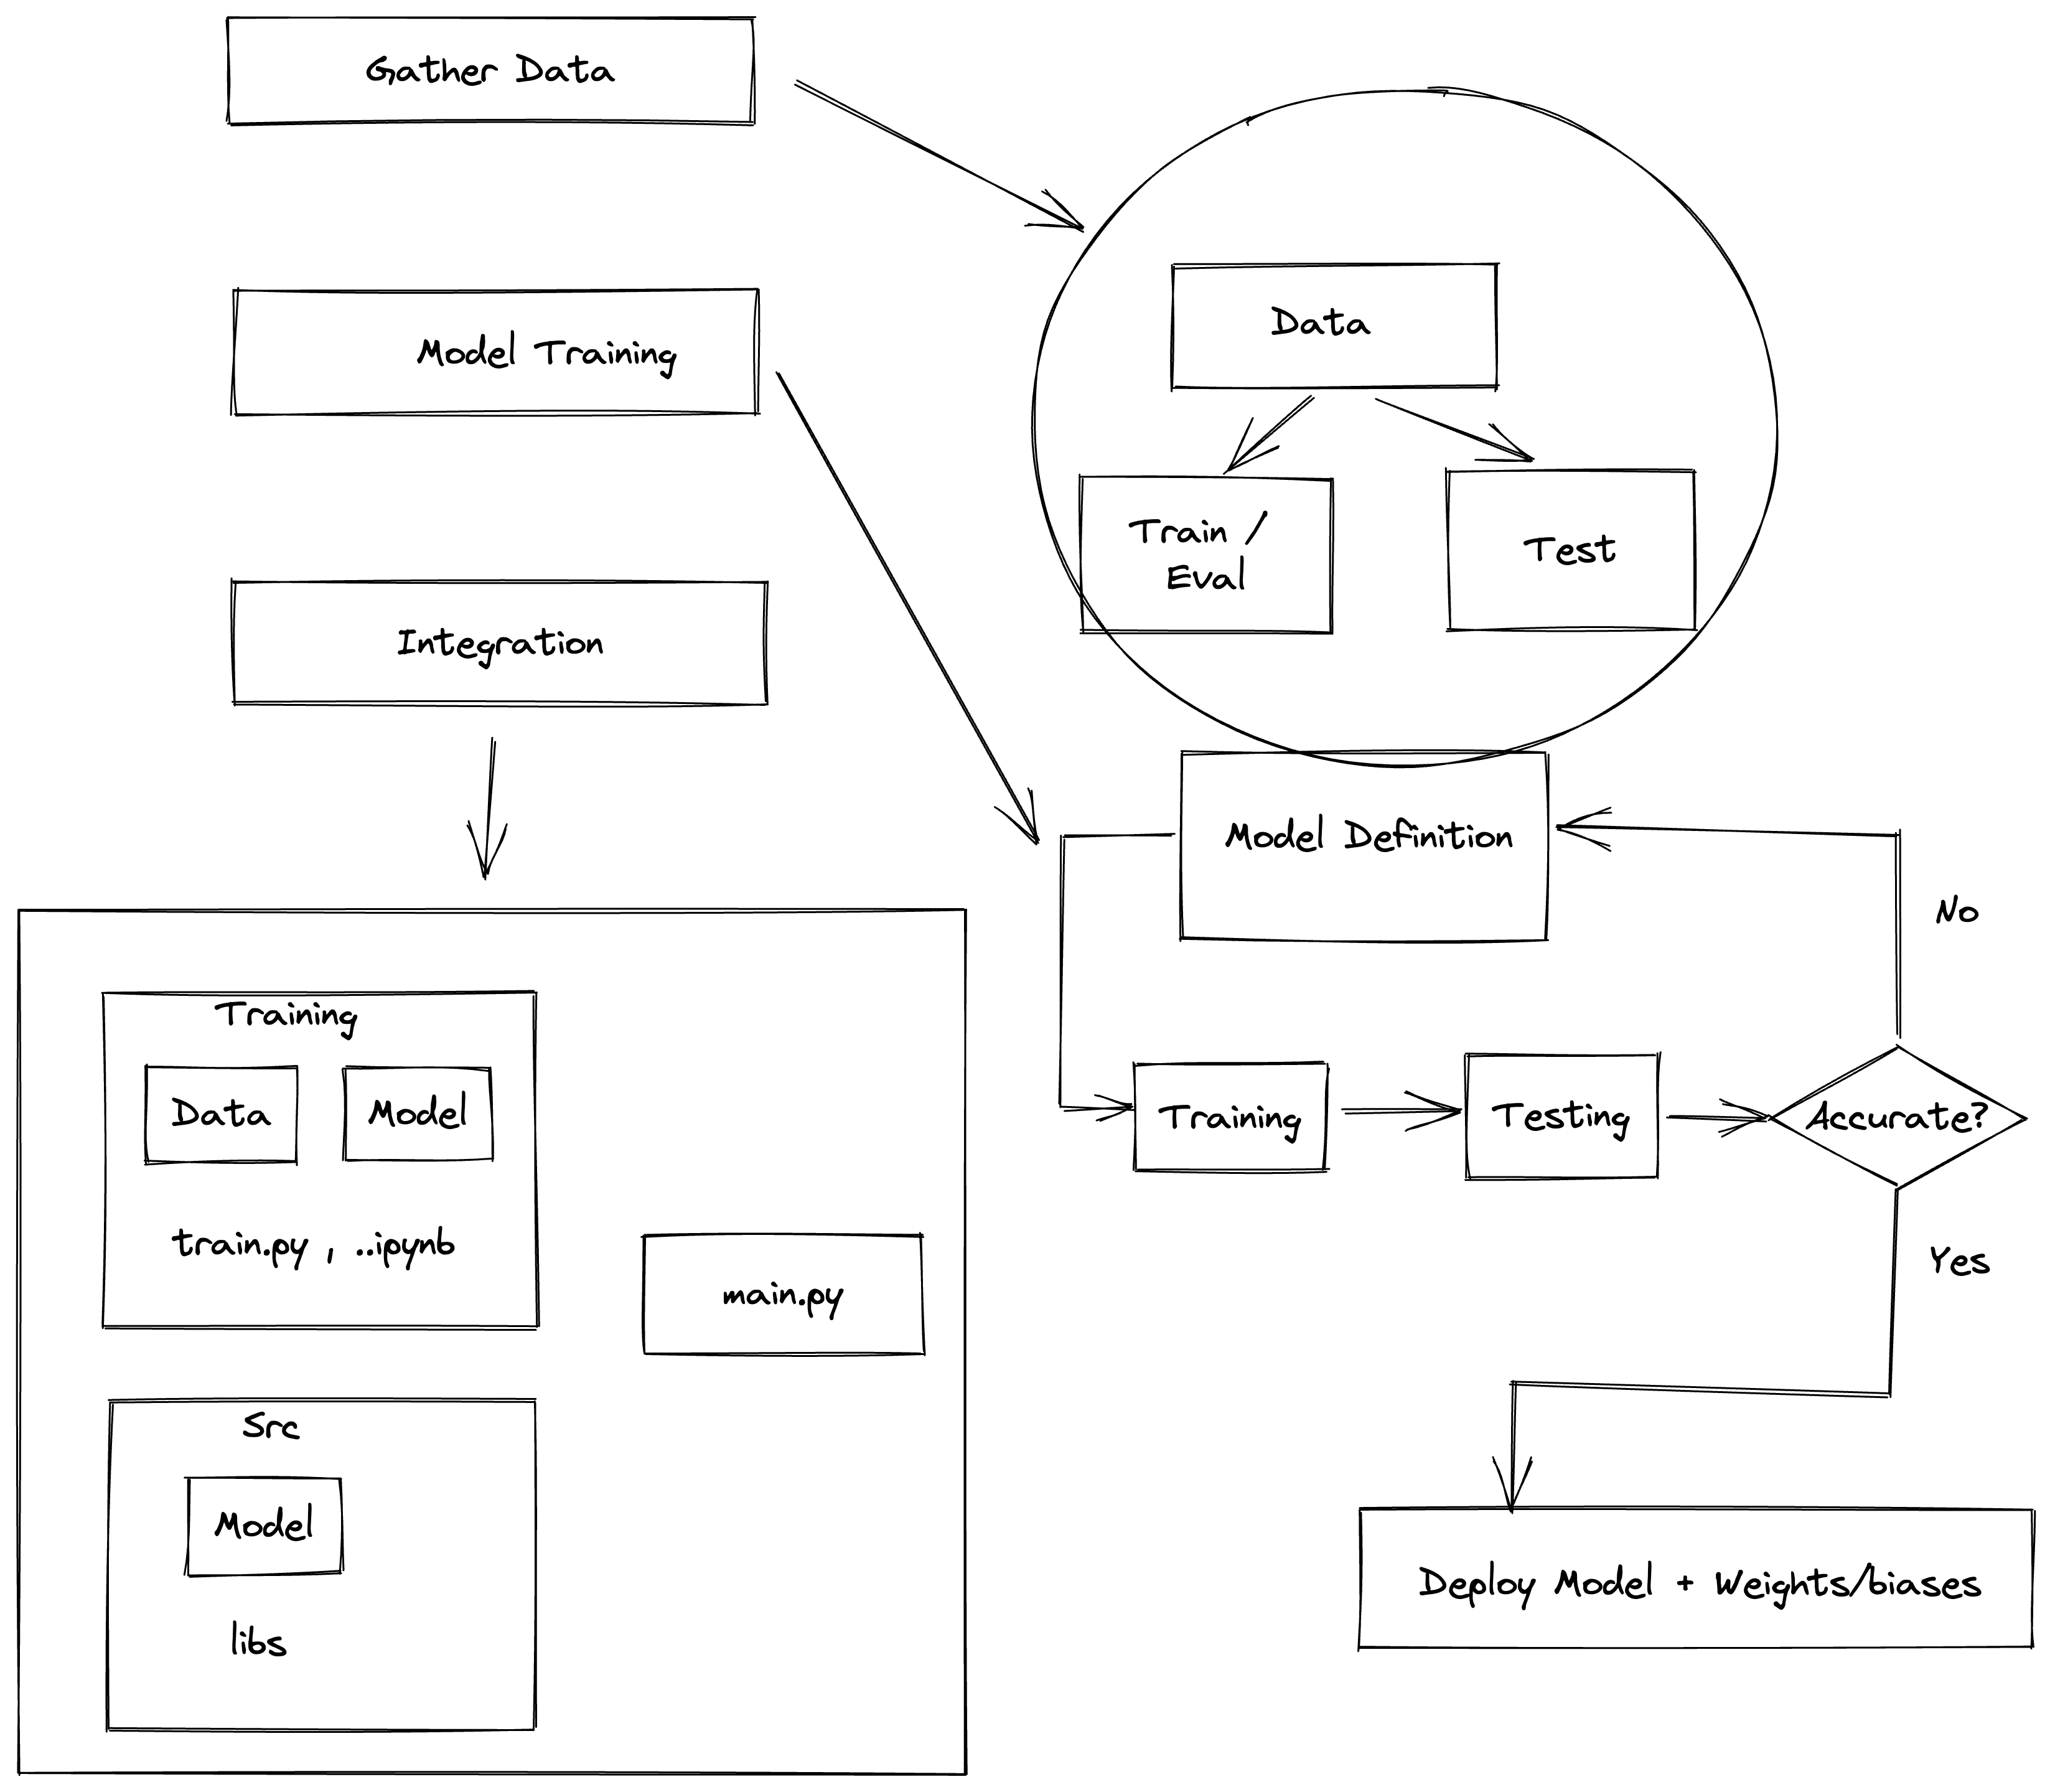 Gather Data
Model Training
Integration
Data
Train /
Eval
Test
Model Definition
No
Training
Testing
Accurate?
Yes
Deploy Model + Weights/biases
Training
Data
Model
train.py , ..ipynb
main.py
Src
Model
libs